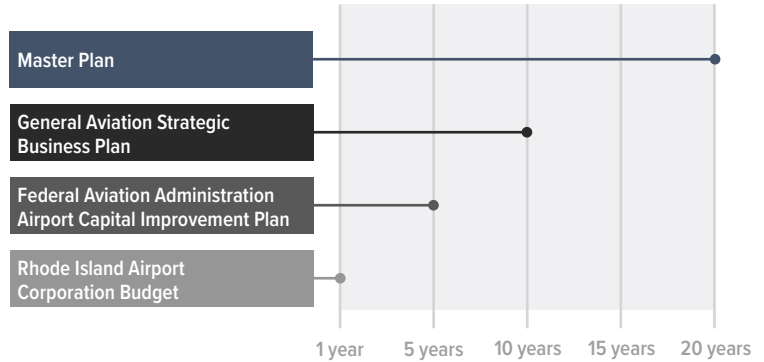 Master Plan
General Aviation Strategic
Business Plan
Federal Aviation Administration
Airport Capital Improvement Plan
Rhode Island Airport
Corporation Budget
1 year 5 years 10 years 15 years 20 years